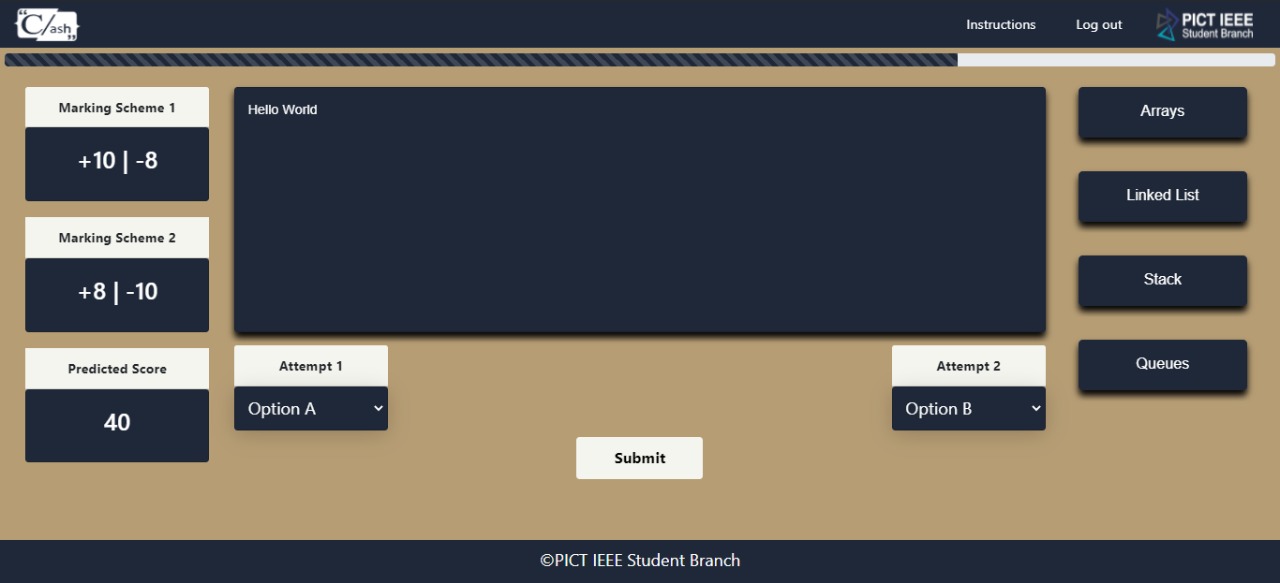 "C/ash"
Instructions
Log out
PICT IEEE
Student Branch
Marking Scheme 1
+10 | -8
Marking Scheme 2
+8 | -10
Predicted Score
40
Hello World
Attempt 1
Option A
Attempt 2
Option B
Submit
Arrays
Linked List
Stack
Queues
©PICT IEEE Student Branch